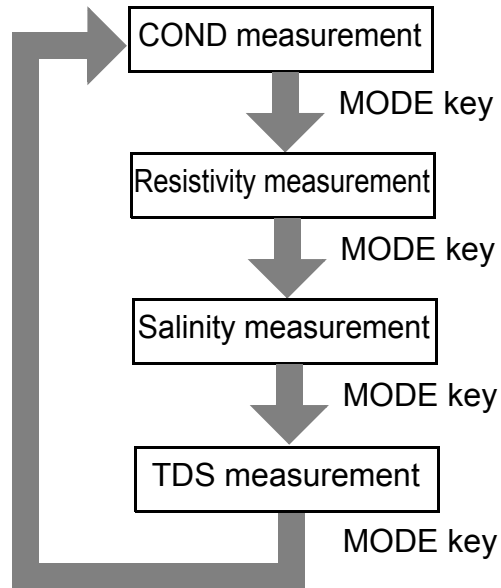 COND measurement
MODE key
Resistivity measurement
MODE key
Salinity measurement
MODE key
TDS measurement
MODE key